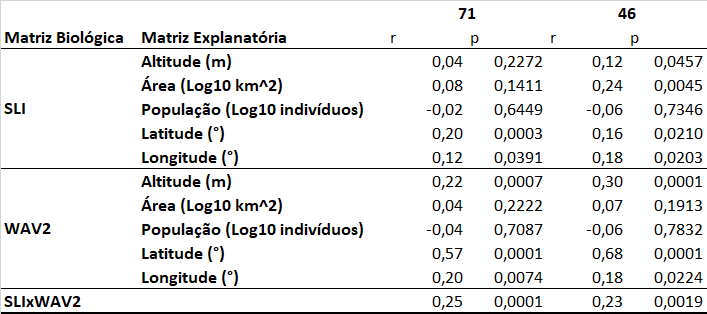 71 46
Matriz Biológica Matriz Explanatória r p r p
Altitude (m) 0,04 0,2272 0,12 0,0457
Área (Log10 km^2) 0,08 0,1411 0,24 0,0045
SLI População (Log10 indivíduos) -0,02 0,6449 -0,06 0,7346
Latitude (°) 0,20 0,0003 0,16 0,0210
Longitude (°) 0,12 0,0391 0,18 0,0203
Altitude (m) 0,22 0,0007 0,30 0,0001
Área (Log10 km^2) 0,04 0,2222 0,07 0,1913
WAV2 População (Log10 indivíduos) -0,04 0,7087 -0,06 0,7832
Latitude (°) 0,57 0,0001 0,68 0,0001
Longitude (°) 0,20 0,0074 0,18 0,0224
SLIxWAV2 0,25 0,0001 0,23 0,0019